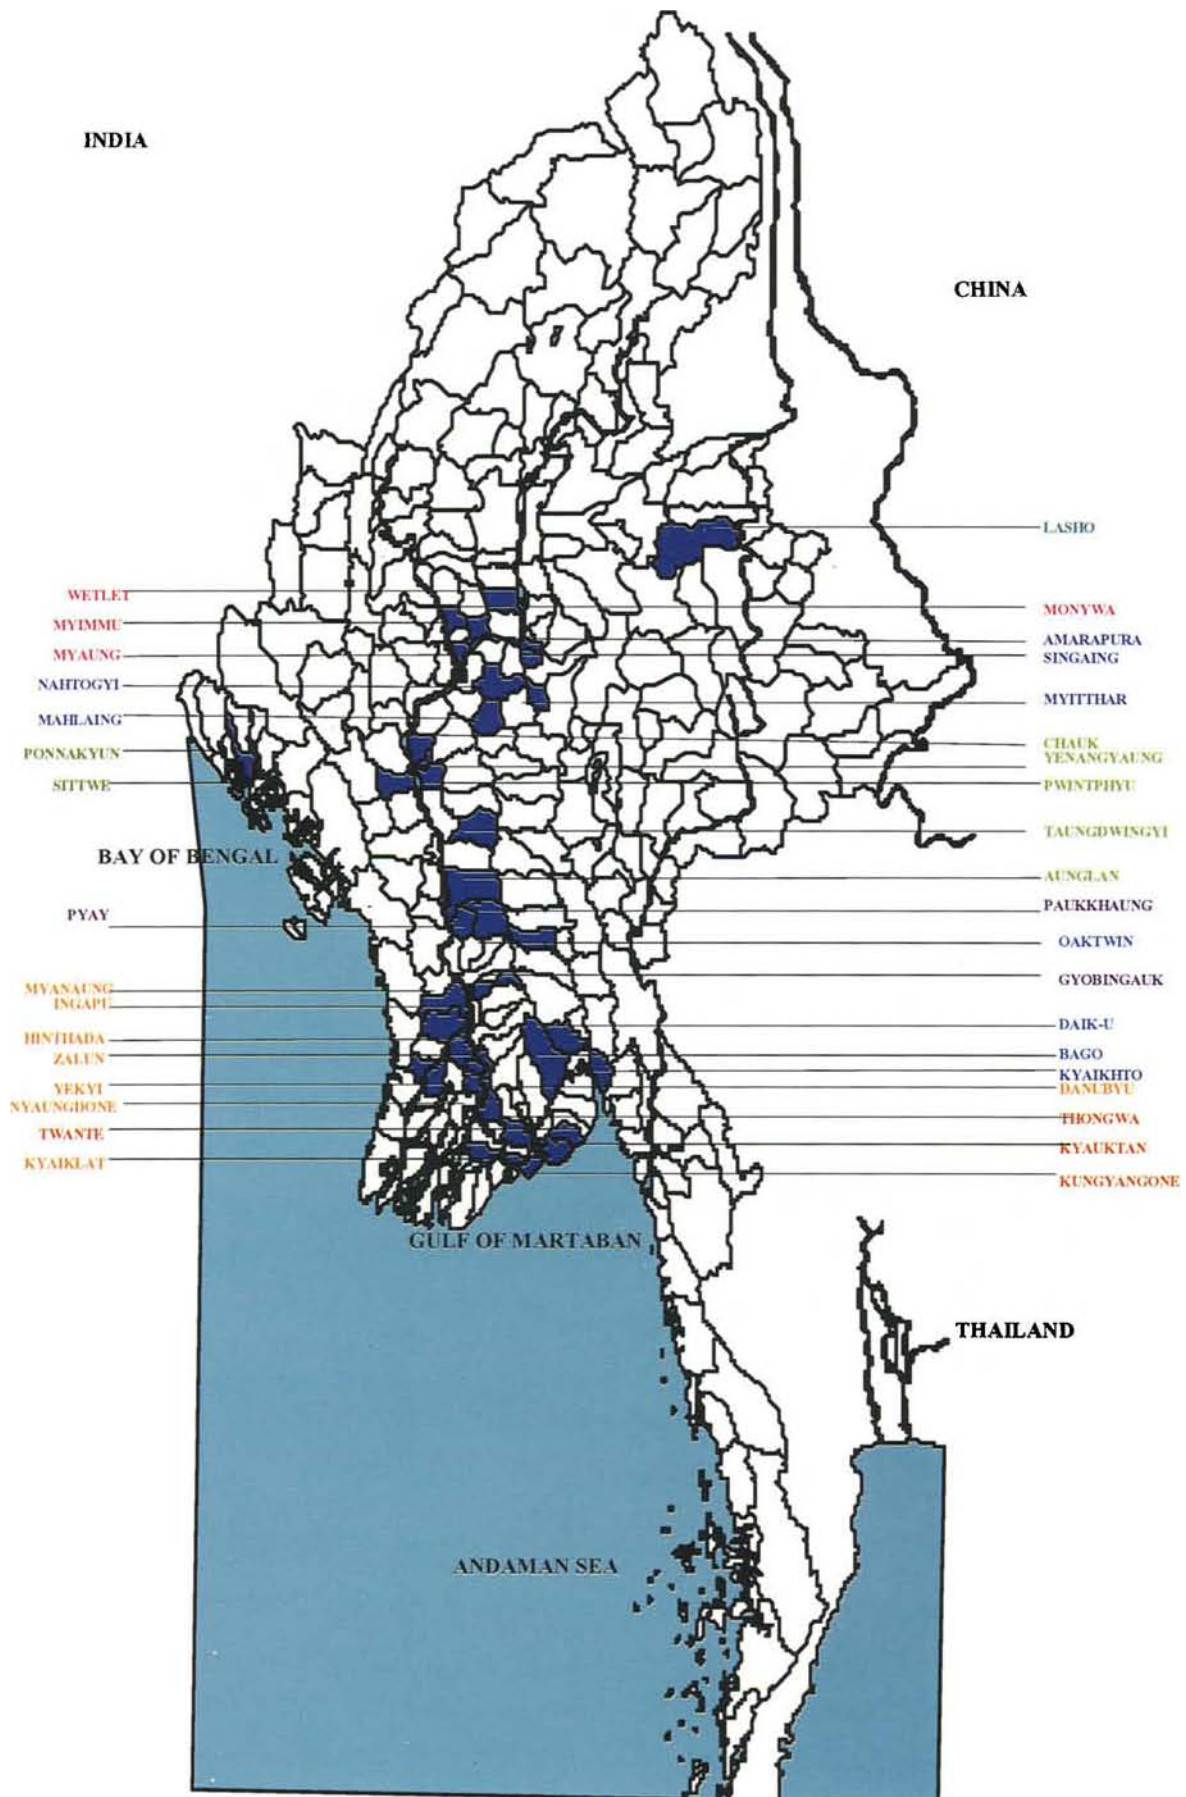 INDIA
CHINA
LASHO
WETLET
MONYWA
MYIMMU
AMARAPURA
MYAUNG
SINGAING
NAHTOGYI
MYITTHAR
MAHLAING
CHAUK
PONNAKYUN
YENANGYAUNG
SITTWE
PWINTPHYU
TAUNGDWINGYI
BAY OF BENGAL
AUNGLAN
PYAY
PAUKKHAUNG
OAKTWIN
GYOBINGAUK
MYANAUNG
INGAPU
DAIK-U
HINTHADA
BAGO
ZALUN
KYAIKHTO
YEKYI
DANUBYU
NYAUNGDONE
THONGWA
TWANTE
KYAUKTAN
KYAIKLAT
KUNGYANGONE
GULF OF MARTABAN
THAILAND
ANDAMAN SEA